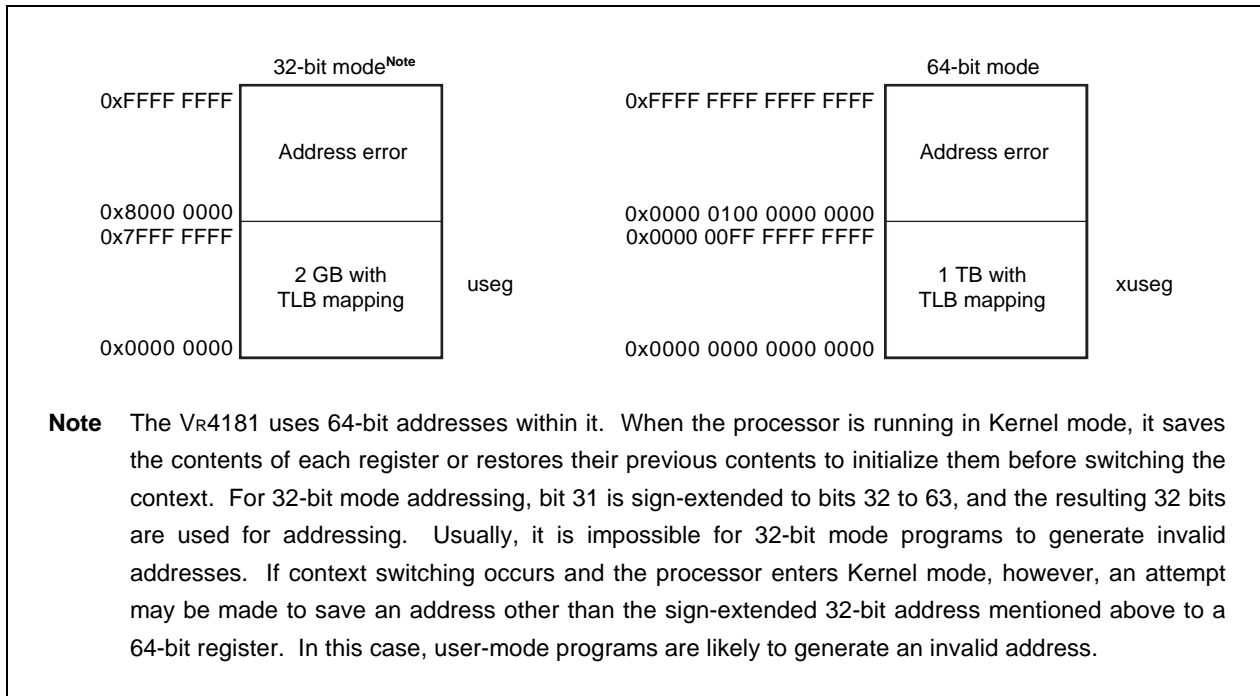 32-bit modeNote
0xFFFF FFFF
Address error
0x8000 0000
0x7FFF FFFF
2 GB with
TLB mapping
useg
0x0000 0000
64-bit mode
0xFFFF FFFF FFFF FFFF
Address error
0x0000 0100 0000 0000
0x0000 00FF FFFF FFFF
1 TB with
TLB mapping
xuseg
0x0000 0000 0000 0000
Note The VR4181 uses 64-bit addresses within it. When the processor is running in Kernel mode, it saves
the contents of each register or restores their previous contents to initialize them before switching the
context. For 32-bit mode addressing, bit 31 is sign-extended to bits 32 to 63, and the resulting 32 bits
are used for addressing. Usually, it is impossible for 32-bit mode programs to generate invalid
addresses. If context switching occurs and the processor enters Kernel mode, however, an attempt
may be made to save an address other than the sign-extended 32-bit address mentioned above to a
64-bit register. In this case, user-mode programs are likely to generate an invalid address.